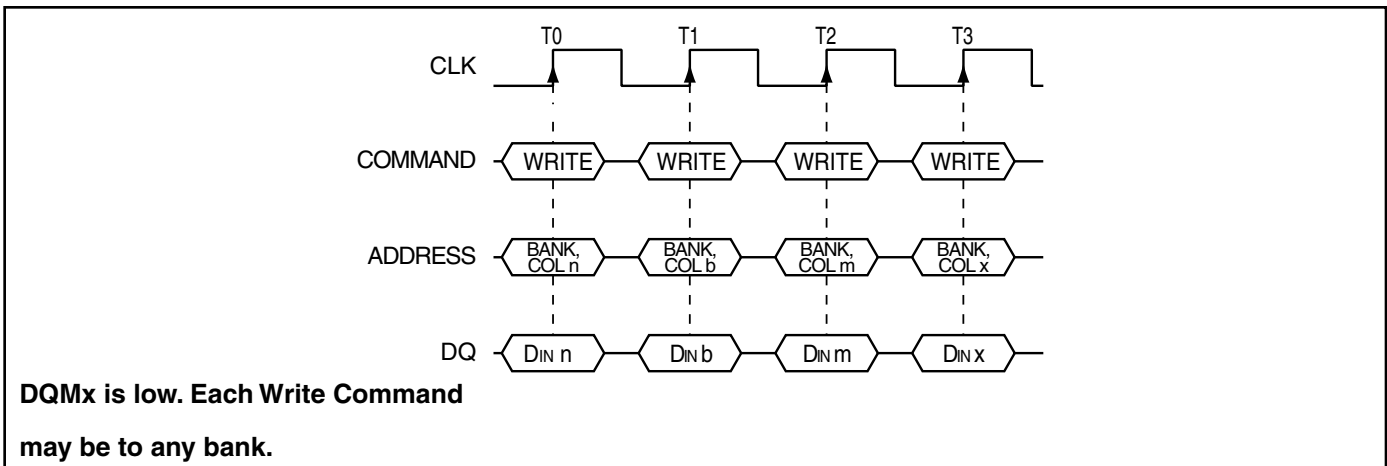 T0 T1 T2 T3
CLK
COMMAND WRITE WRITE WRITE WRITE
ADDRESS BANK, COL n BANK, COL b BANK, COL m BANK, COL x
DQ DIN n DIN b DIN m DIN x
DQMx is low. Each Write Command
may be to any bank.